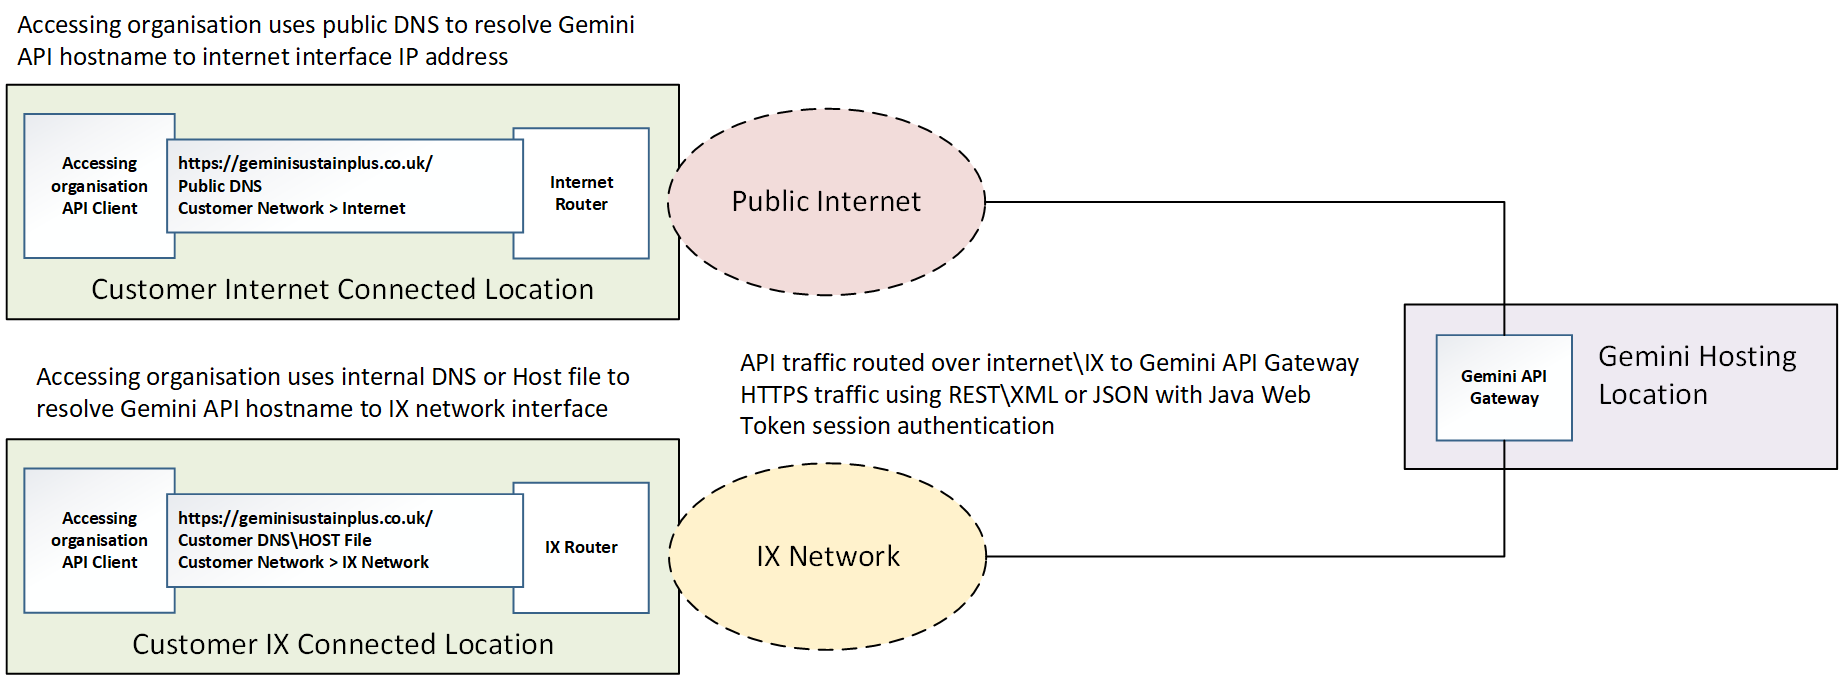 Accessing organisation uses public DNS to resolve Gemini
API hostname to internet interface IP address
Accessing
organisation
API Client
https://geminisustainplus.co.uk/
Public DNS
Customer Network > Internet
Internet
Router
Customer Internet Connected Location
Public Internet
Accessing organisation uses internal DNS or Host file to
resolve Gemini API hostname to IX network interface
API traffic routed over internet\IX to Gemini API Gateway
HTTPS traffic using REST\XML or JSON with Java Web
Token session authentication
Gemini API
Gateway
Gemini Hosting
Location
Accessing
organisation
API Client
https://geminisustainplus.co.uk/
Customer DNS\HOST File
Customer Network > IX Network
IX Router
Customer IX Connected Location
IX Network